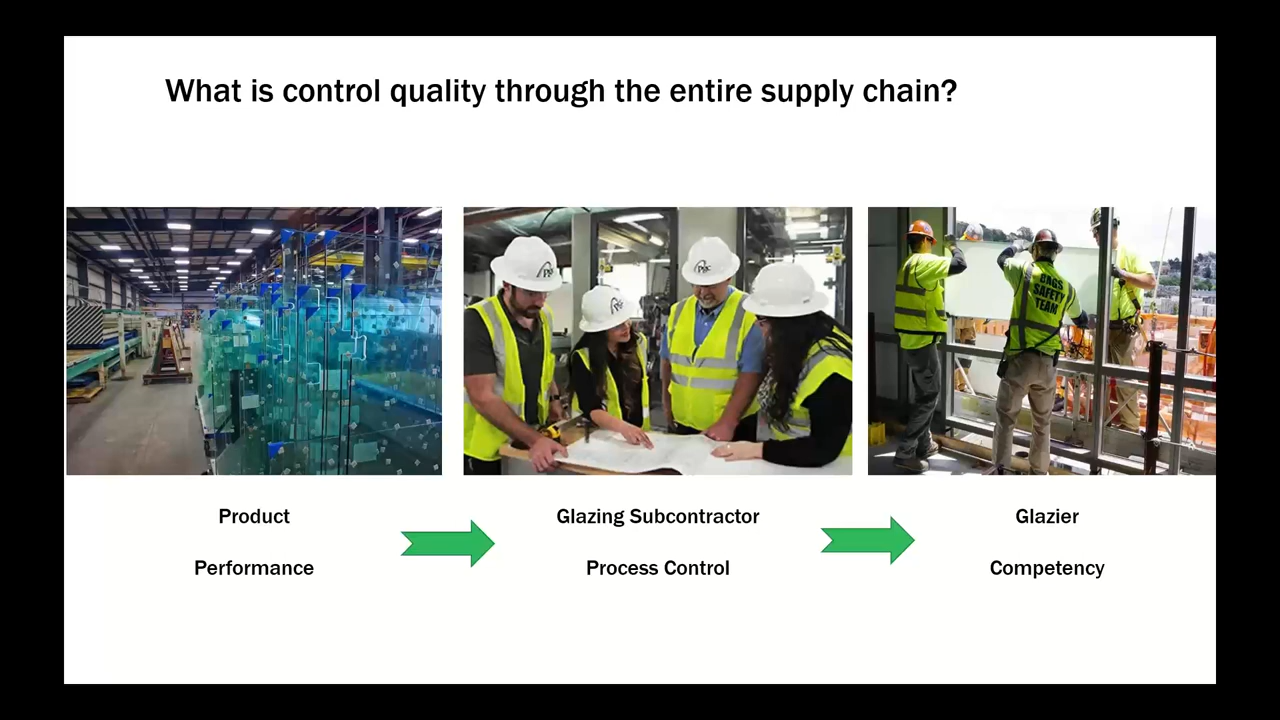 What is control quality through the entire supply chain?
DAGS
SAFETY
TEAM
Product
Performance
Glazing Subcontractor
Process Control
Glazier
Competency